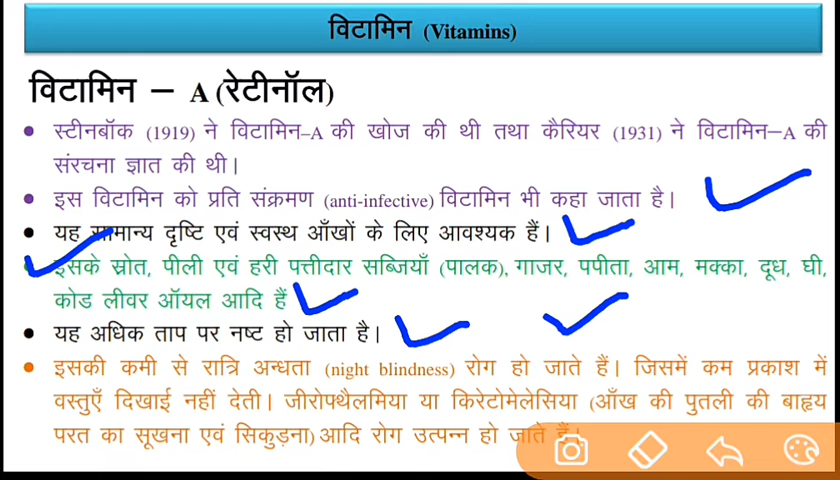 विटामिन (Vitamins)
विटामिन – A (रेटीनॉल)
• स्टीनबॉक (1919) ने विटामिन–A की खोज की थी तथा कैरियर (1931) ने विटामिन–A की
संरचना ज्ञात की थी।
• इस विटामिन को प्रति संक्रमण (anti-infective) विटामिन भी कहा जाता है।
• यह सामान्य दृष्टि एवं स्वस्थ आँखों के लिए आवश्यक हैं।
• इसके स्रोत, पीली एवं हरी पत्तीदार सब्जियाँ (पालक), गाजर, पपीता, आम, मक्का, दूध, घी,
कोड लीवर ऑयल आदि हैं
• यह अधिक ताप पर नष्ट हो जाता है।
• इसकी कमी से रात्रि अन्धता (night blindness) रोग हो जाते हैं। जिसमें कम प्रकाश में
वस्तुएँ दिखाई नहीं देती। जीरोपथैलमिया या किरेटोमेलेसिया (आँख की पुतली की बाहृय
परत का सूखना एवं सिकुड़ना) आदि रोग उत्पन्न हो जाते हैं।